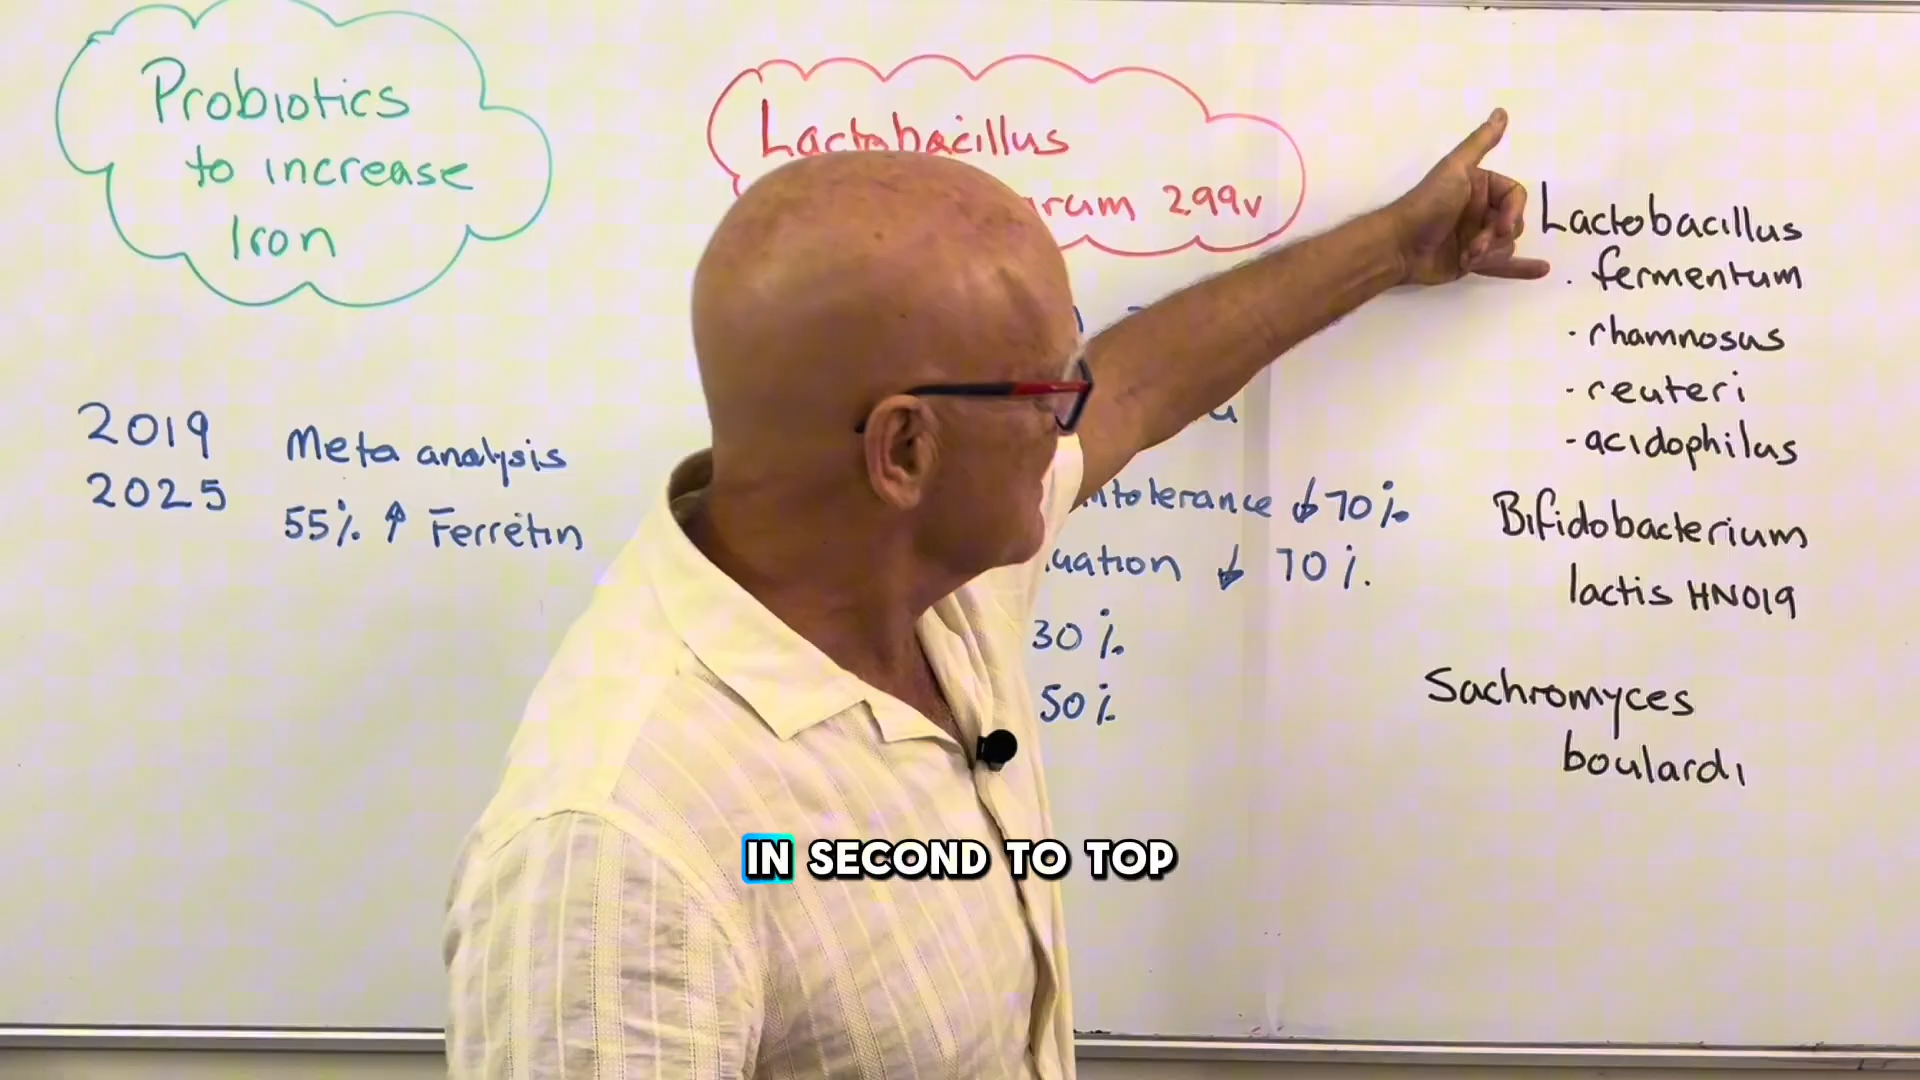 Probiotics
to increase
Iron
2019
2025
Meta analysis
55% ↑ Ferretin
Lactobacillus
299v
↓ 70%
↓ 70%
30%
50%
Lactobacillus
. fermentum
· rhamnosus
- reuteri
- acidophilus
Bifidobacterium
lactis HN019
Sachromyces
boulardi
IN SECOND TO TOP